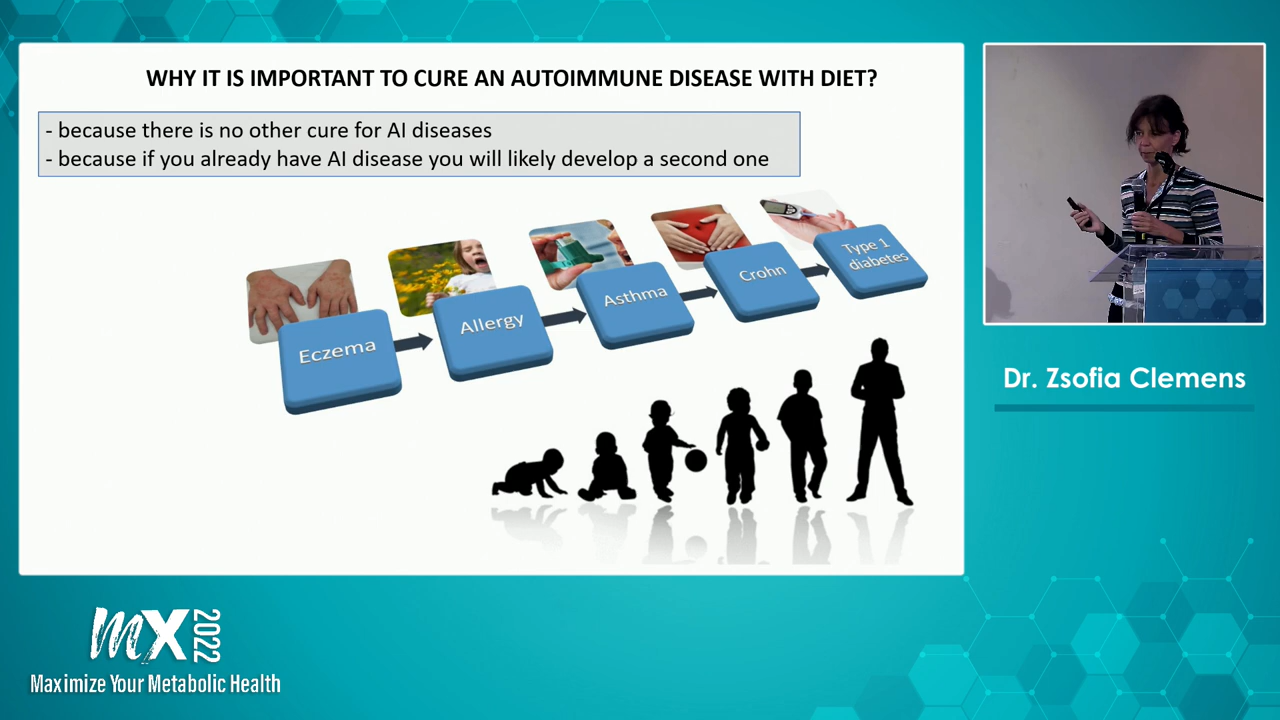 WHY IT IS IMPORTANT TO CURE AN AUTOIMMUNE DISEASE WITH DIET?
- because there is no other cure for AI diseases
- because if you already have AI disease you will likely develop a second one
Eczema
Allergy
Asthma
Crohn
Type 1
diabetes
Dr. Zsofia Clemens
mX 2022
Maximize Your Metabolic Health